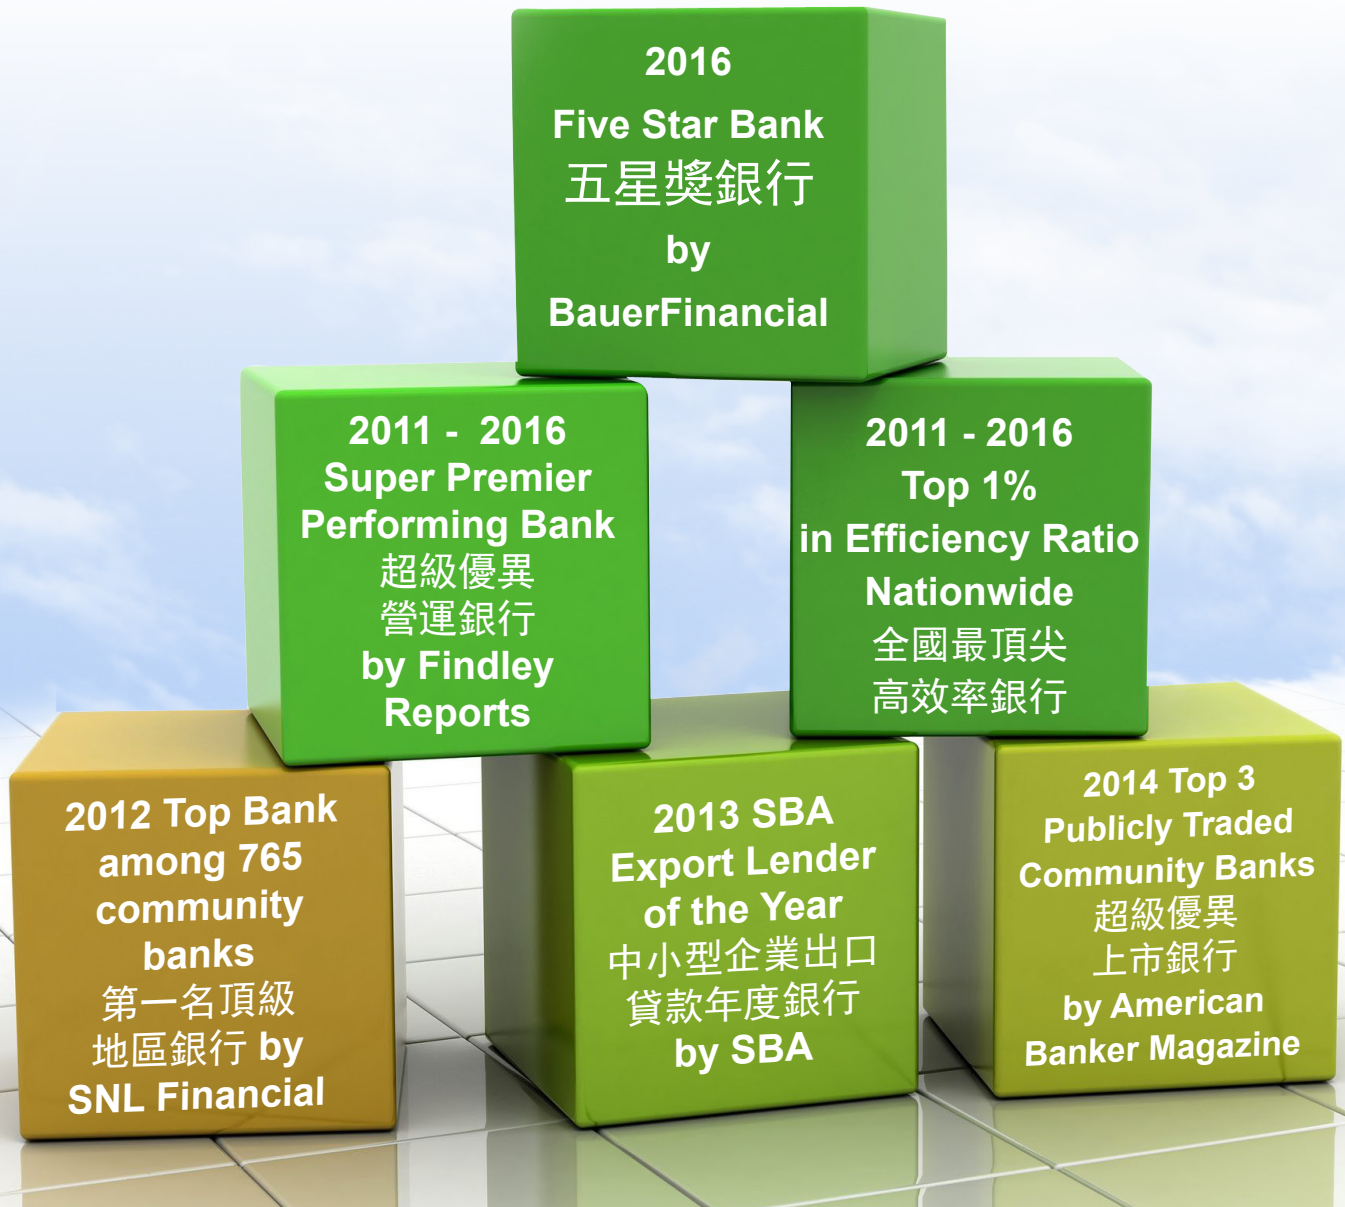 2016
Five Star Bank
五星獎銀行
by
BauerFinancial
2011 - 2016
Super Premier
Performing Bank
超級優異
營運銀行
by Findley
Reports
2011 - 2016
Top 1%
in Efficiency Ratio
Nationwide
全國最頂尖
高效率銀行
2012 Top Bank
among 765
community
banks
第一名頂級
地區銀行 by
SNL Financial
2013 SBA
Export Lender
of the Year
中小型企業出口
貸款年度銀行
by SBA
2014 Top 3
Publicly Traded
Community Banks
超級優異
上市銀行
by American
Banker Magazine